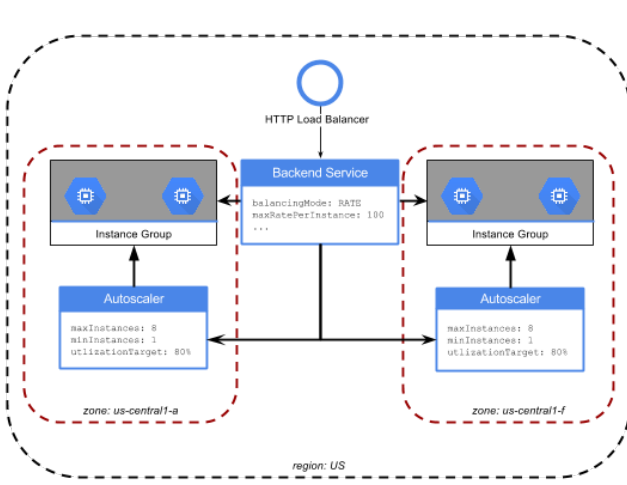 HTTP Load Balancer
Backend Service
balancingMode: RATE
maxRatePerInstance: 100
...
Instance Group
Instance Group
Autoscaler
maxInstances: 8
minInstances: 1
utlizationTarget: 80%
Autoscaler
maxInstances: 8
minInstances: 1
utlizationTarget: 80%
zone: us-central1-a
zone: us-central1-f
region: US